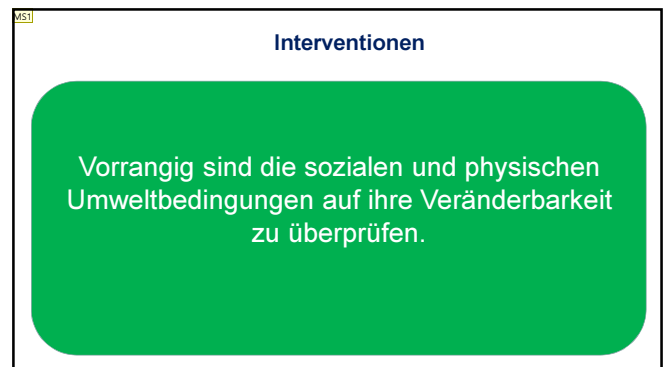 MS1
Interventionen
Vorrangig sind die sozialen und physischen
Umweltbedingungen auf ihre Veränderbarkeit
zu überprüfen.